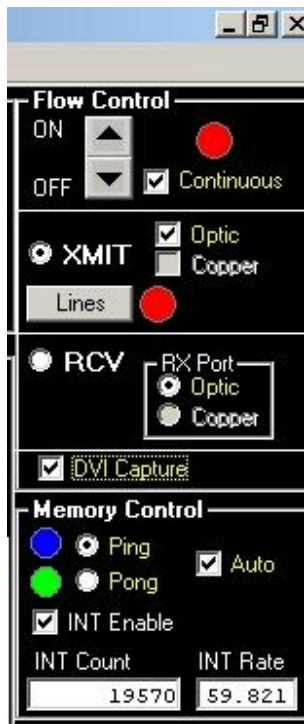 Flow Control
ON
OFF
Continuous
XMIT
Optic
Copper
Lines
RCV
RX Port
Optic
Copper
DVI Capture
Memory Control
Ping
Pong
Auto
INT Enable
INT Count INT Rate
19570 59.821